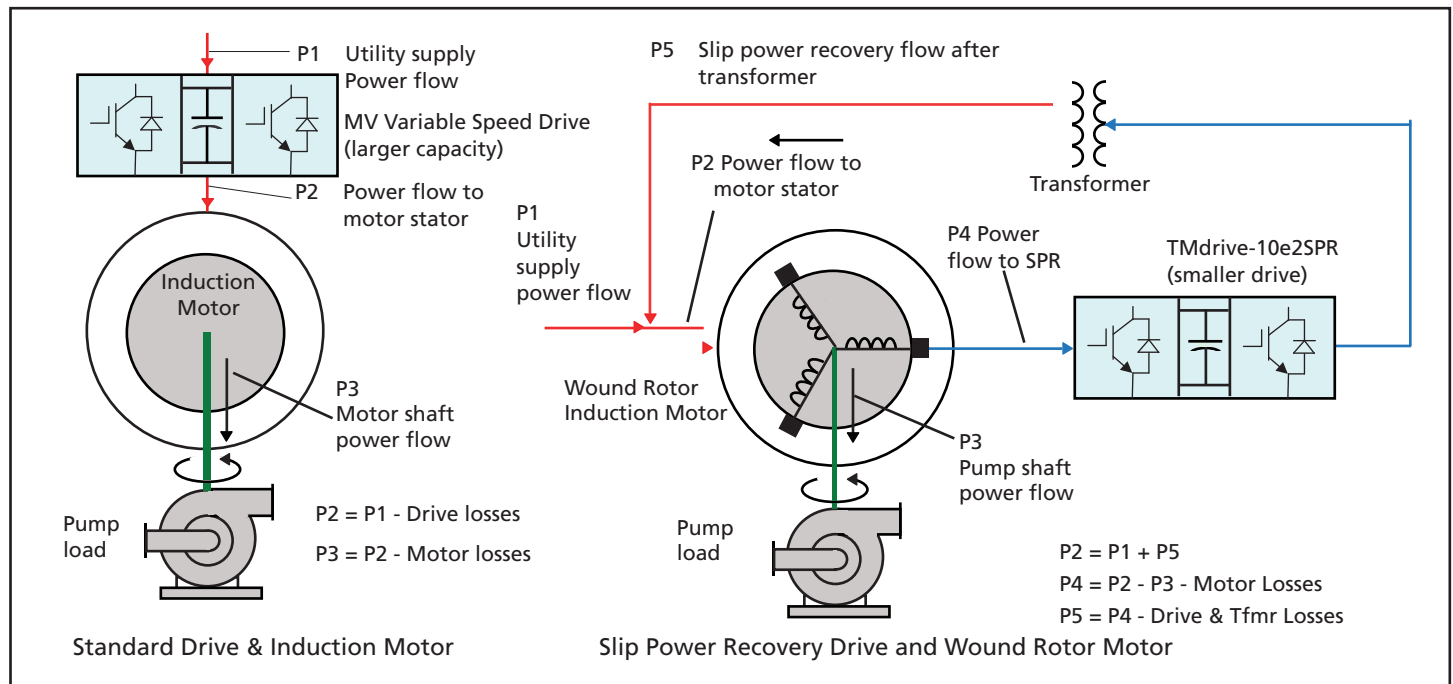 P1 Utility supply
Power flow
MV Variable Speed Drive
(larger capacity)
P2 Power flow to
motor stator
Induction
Motor
P3
Motor shaft
power flow
Pump
load
P2 = P1 - Drive losses
P3 = P2 - Motor losses
Standard Drive & Induction Motor
P5 Slip power recovery flow after
transformer
P2 Power flow to
motor stator
Transformer
P1
Utility
supply
power flow
P4 Power
flow to SPR
TMdrive-10e2SPR
(smaller drive)
Wound Rotor
Induction Motor
P3
Pump shaft
power flow
Pump
load
P2 = P1 + P5
P4 = P2 - P3 - Motor Losses
P5 = P4 - Drive & Tfmr Losses
Slip Power Recovery Drive and Wound Rotor Motor